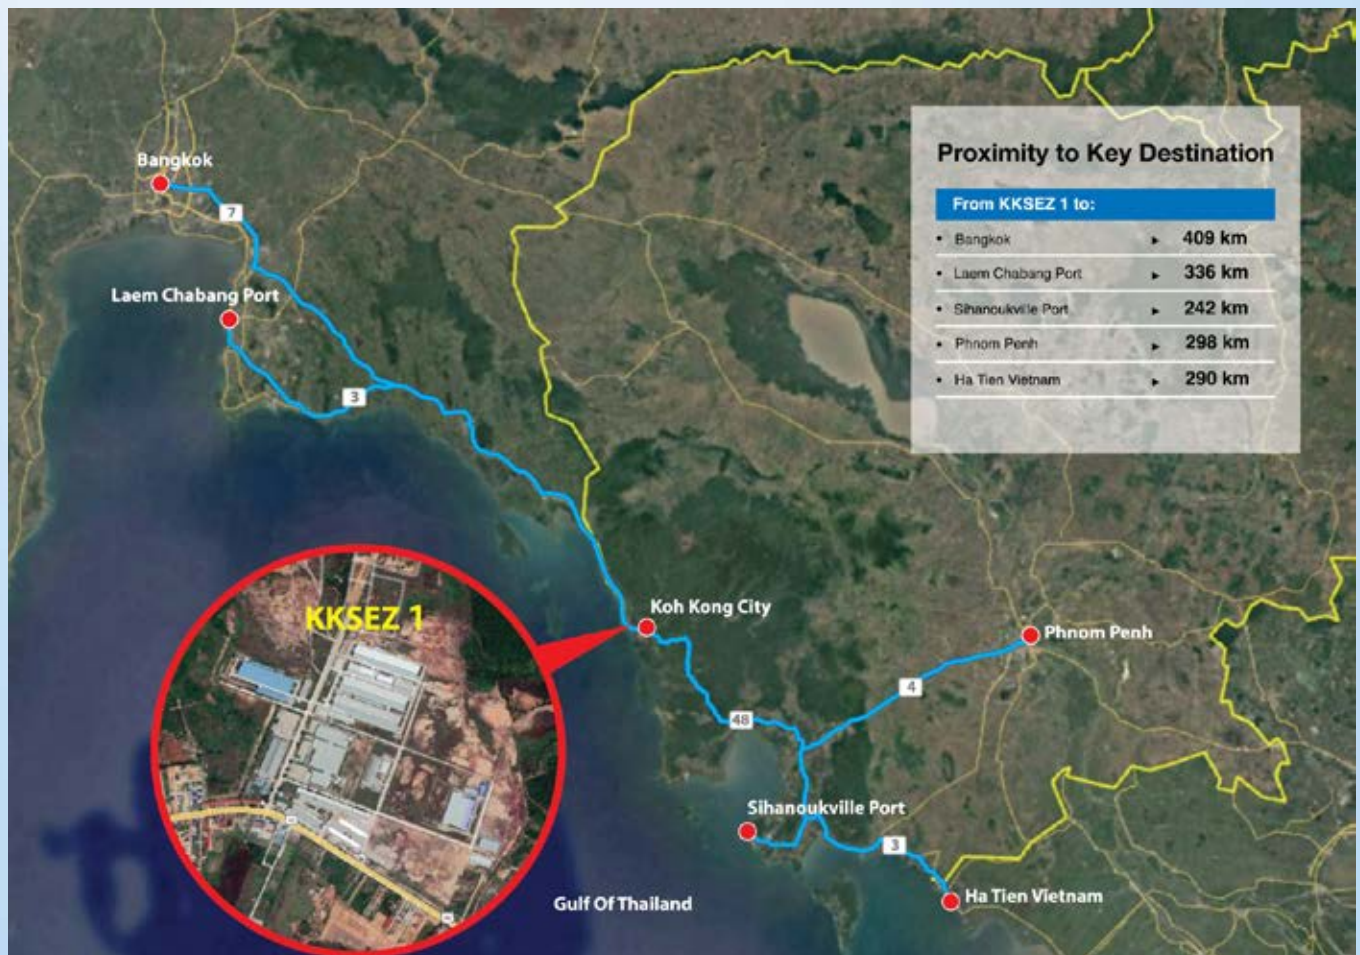 Bangkok
7
Laem Chabang Port
3
Proximity to Key Destination
From KKSEZ 1 to:
• Bangkok ► 409 km
• Laem Chabang Port ► 336 km
• Sihanoukville Port ► 242 km
• Phnom Penh ► 298 km
• Ha Tien Vietnam ► 290 km
KKSEZ 1
Koh Kong City
Phnom Penh
4
48
Sihanoukville Port
3
Ha Tien Vietnam
Gulf Of Thailand